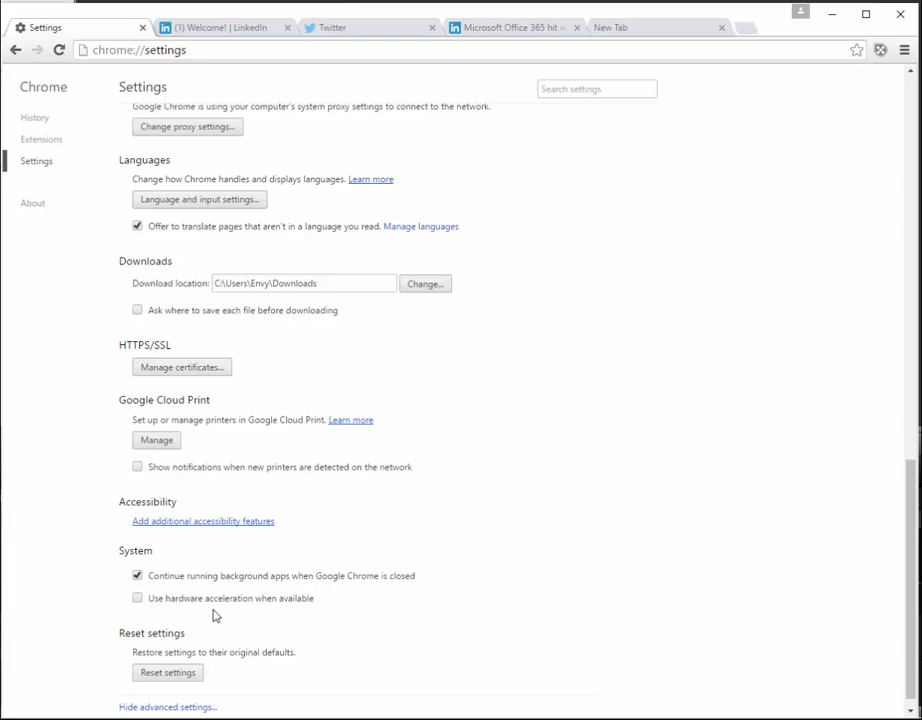 Settings
(1) Welcome! | LinkedIn
Twitter
Microsoft Office 365 hit
New Tab
chrome://settings
Chrome
Settings
Search settings
History
Extensions
Settings
About
Google Chrome is using your computer's system proxy settings to connect to the network.
Change proxy settings...
Languages
Change how Chrome handles and displays languages. Learn more
Language and input settings...
Offer to translate pages that aren't in a language you read. Manage languages
Downloads
Download location: C:\Users\Envy\Downloads Change...
Ask where to save each file before downloading
HTTPS/SSL
Manage certificates...
Google Cloud Print
Set up or manage printers in Google Cloud Print. Learn more
Manage
Show notifications when new printers are detected on the network
Accessibility
Add additional accessibility features
System
Continue running background apps when Google Chrome is closed
Use hardware acceleration when available
Reset settings
Restore settings to their original defaults.
Reset settings
Hide advanced settings...